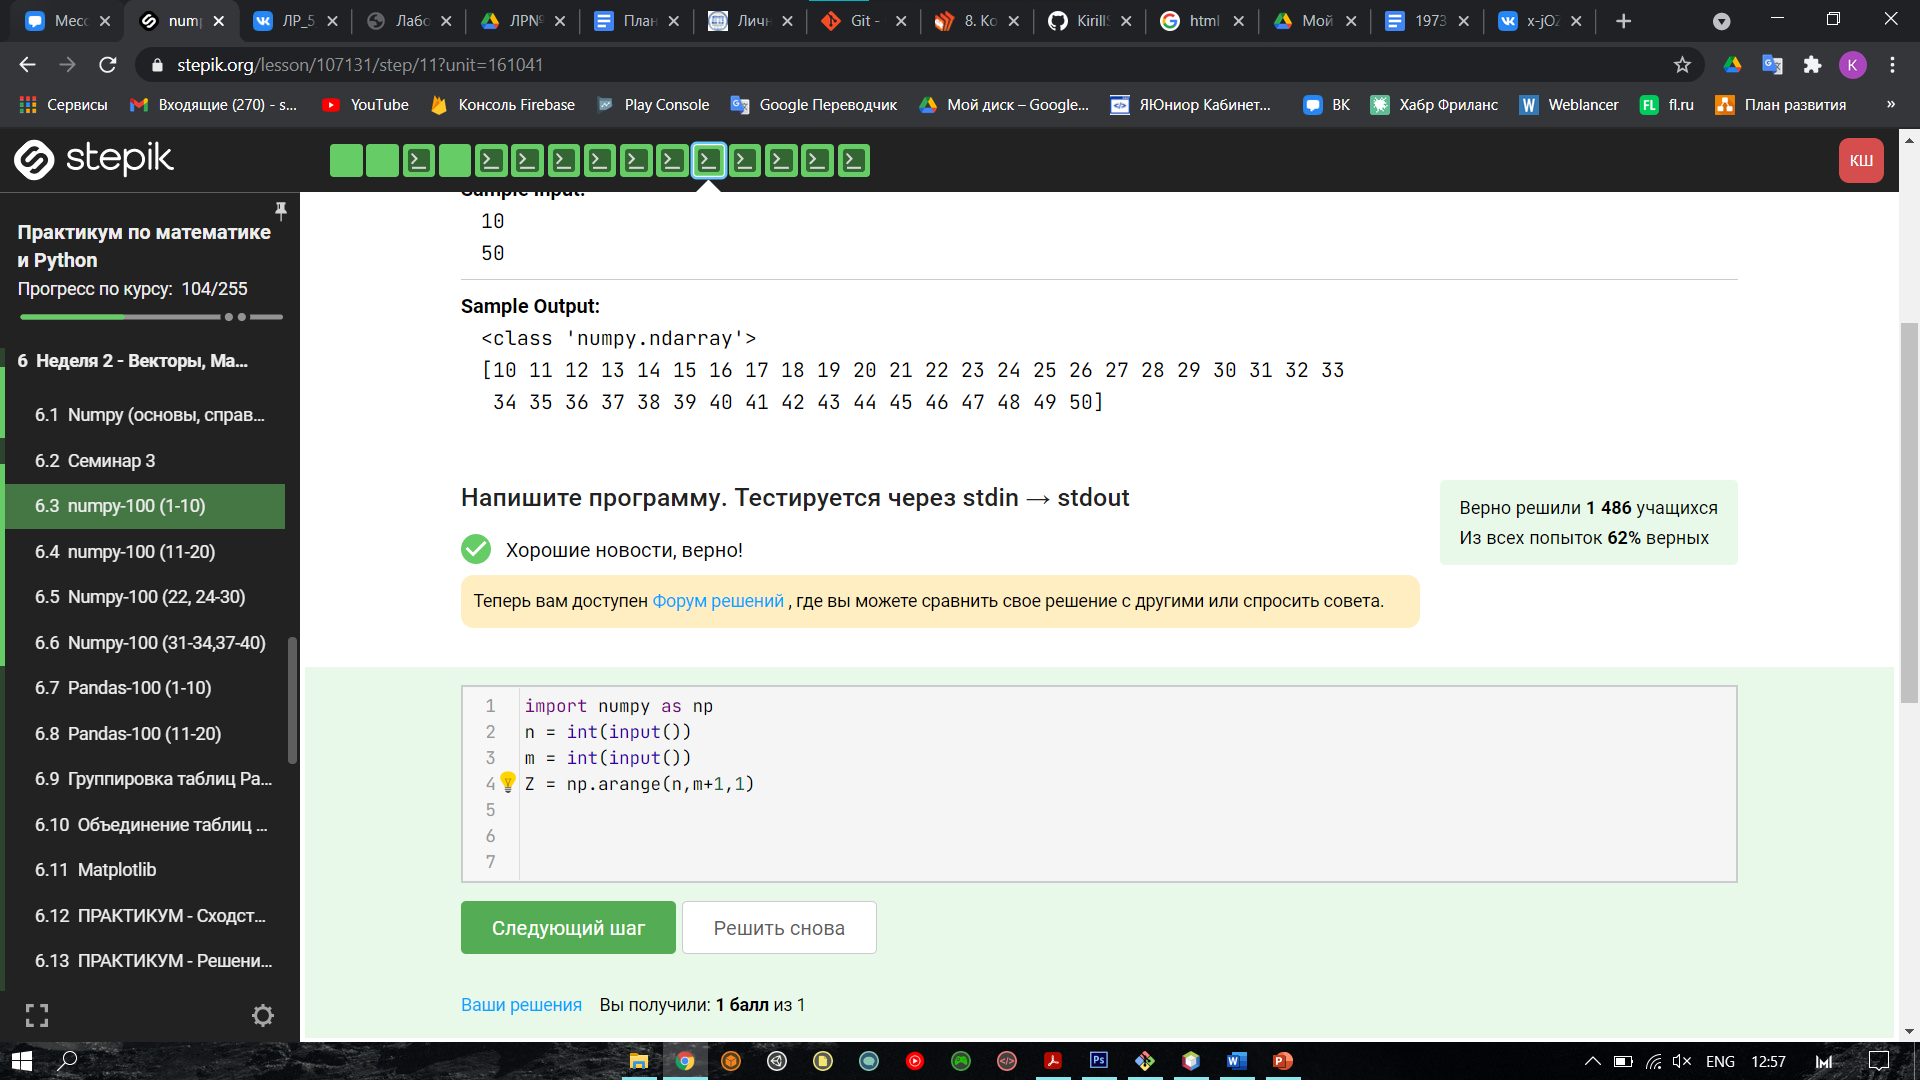 Месс
num
ЛР_5
Лабо
ЛР№
План
Личн
Git -
8. Ко
Kirill
html
Мой
1973
x-jO
stepik.org/lesson/107131/step/11?unit=161041
K
Сервисы
Входящие (270) - s...
YouTube
Консоль Firebase
Play Console
Google Переводчик
Мой диск – Google...
ЯЮниор Кабинет...
ВК
Хабр Фриланс
Weblancer
fl.ru
План развития
»
stepik
КШ
Практикум по математике
и Python
Прогресс по курсу: 104/255
6 Неделя 2 - Векторы, Ма...
6.1 Numpy (основы, справ...
6.2 Семинар 3
6.3 numpy-100 (1-10)
6.4 numpy-100 (11-20)
6.5 Numpy-100 (22, 24-30)
6.6 Numpy-100 (31-34,37-40)
6.7 Pandas-100 (1-10)
6.8 Pandas-100 (11-20)
6.9 Группировка таблиц Pa...
6.10 Объединение таблиц ...
6.11 Matplotlib
6.12 ПРАКТИКУМ - Сходст...
6.13 ПРАКТИКУМ - Решени...
Sample Input:
10
50
Sample Output:
<class 'numpy.ndarray'>
[10 11 12 13 14 15 16 17 18 19 20 21 22 23 24 25 26 27 28 29 30 31 32 33
34 35 36 37 38 39 40 41 42 43 44 45 46 47 48 49 50]
Напишите программу. Тестируется через stdin → stdout
Верно решили 1 486 учащихся
Из всех попыток 62% верных
Хорошие новости, верно!
Теперь вам доступен Форум решений , где вы можете сравнить свое решение с другими или спросить совета.
1 import numpy as np
2 n = int(input())
3 m = int(input())
4 Z = np.arange(n,m+1,1)
5
6
7
Следующий шаг
Решить снова
Ваши решения Вы получили: 1 балл из 1
ENG
12:57